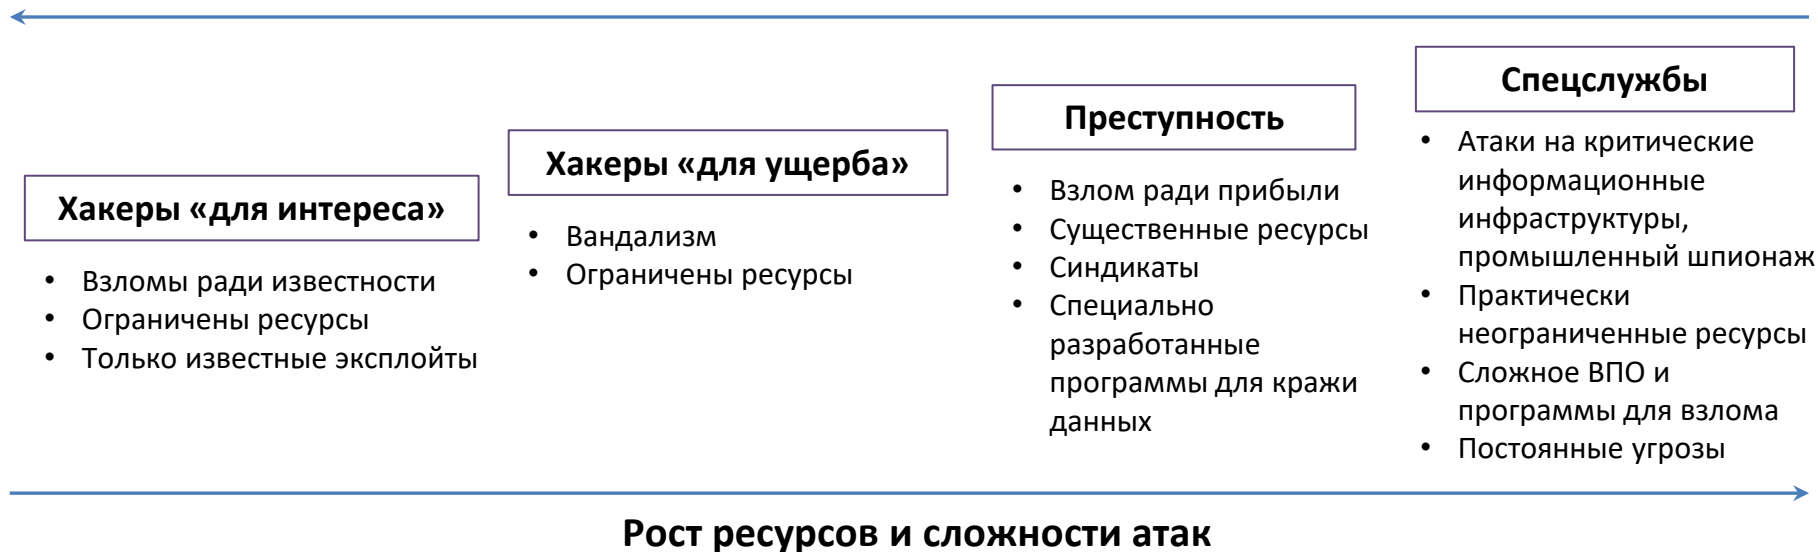 Хакеры «для интереса»
• Взломы ради известности
• Ограничены ресурсы
• Только известные эксплойты
Хакеры «для ущерба»
• Вандализм
• Ограничены ресурсы
Преступность
• Взлом ради прибыли
• Существенные ресурсы
• Синдикаты
• Специально
разработанные
программы для кражи
данных
Спецслужбы
• Атаки на критические
информационные
инфраструктуры,
промышленный шпионаж
• Практически
неограниченные ресурсы
• Сложное ВПО и
программы для взлома
• Постоянные угрозы
Рост ресурсов и сложности атак